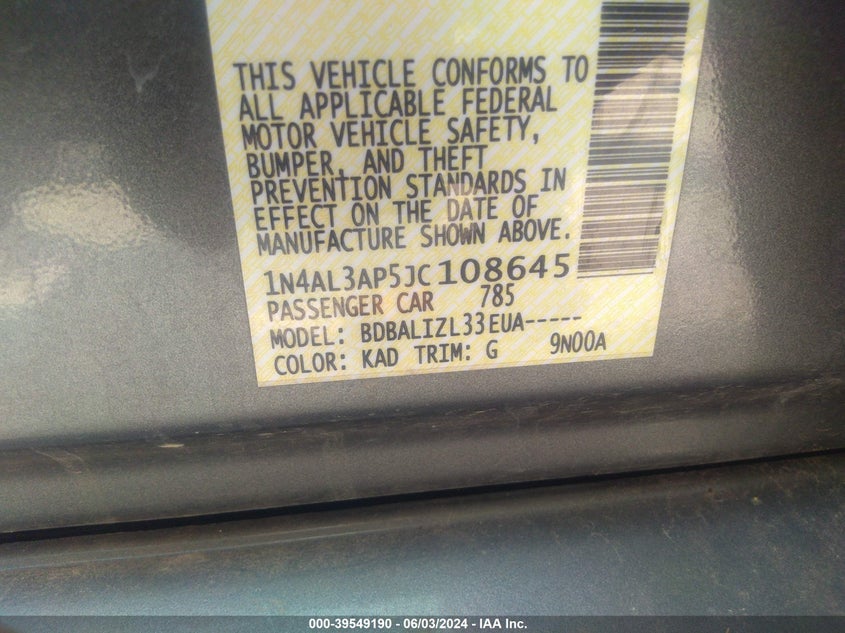 THIS VEHICLE CONFORMS TO
ALL APPLICABLE FEDERAL
MOTOR VEHICLE SAFETY,
BUMPER, AND THEFT
PREVENTION STANDARDS IN
EFFECT ON THE DATE OF
MANUFACTURE SHOWN ABOVE.
1N4AL3AP5JC108645
PASSENGER CAR 785
MODEL: BDBALIZL33EUA-----
COLOR: KAD TRIM: G 9N00A
000-39549190 - 06/03/2024 - IAA Inc.